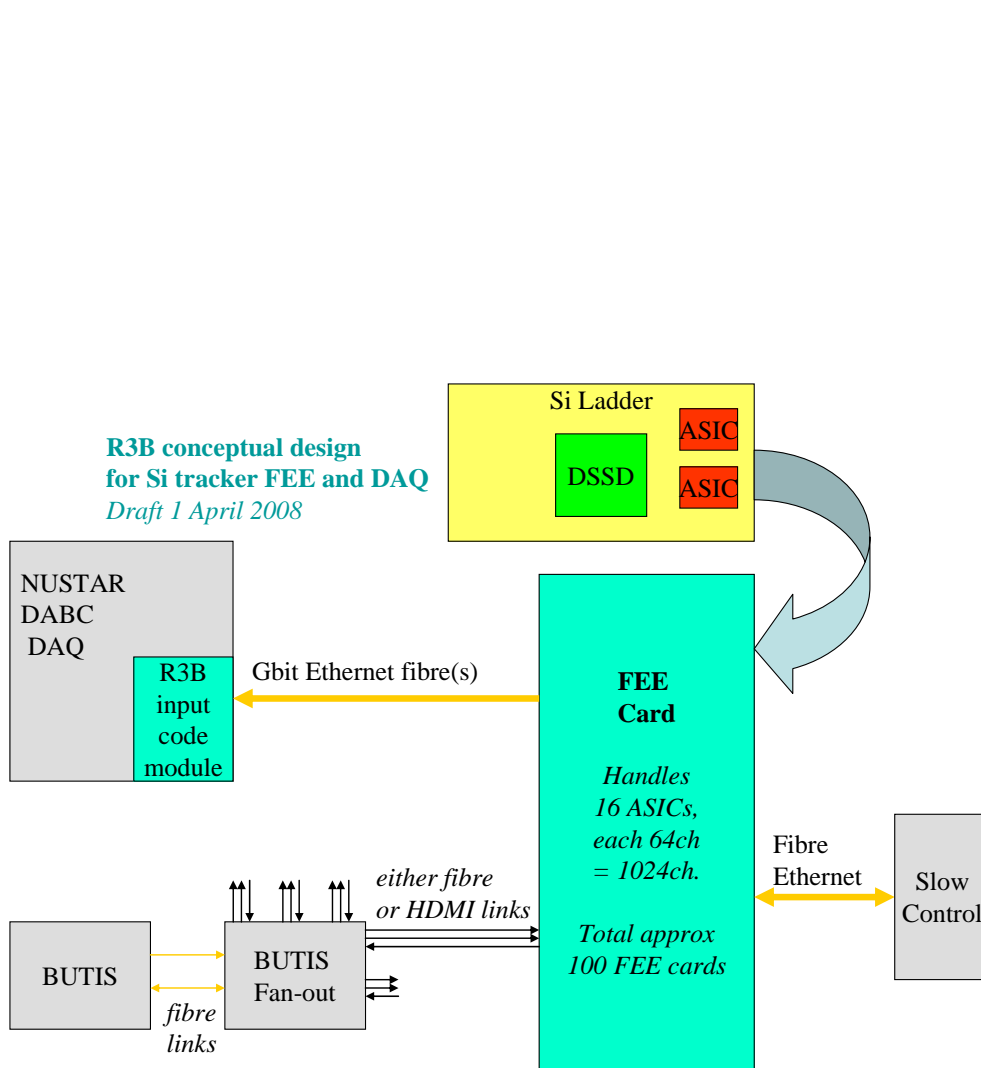 Si Ladder
ASIC
DSSD
ASIC
R3B conceptual design
for Si tracker FEE and DAQ
Draft 1 April 2008
NUSTAR
DABC
DAQ
R3B
input
code
module
Gbit Ethernet fibre(s)
FEE
Card
Handles
16 ASICs,
each 64ch
= 1024ch.
Total approx
100 FEE cards
Fibre
Ethernet
Slow
Control
either fibre
or HDMI links
BUTIS
BUTIS
Fan-out
fibre
links